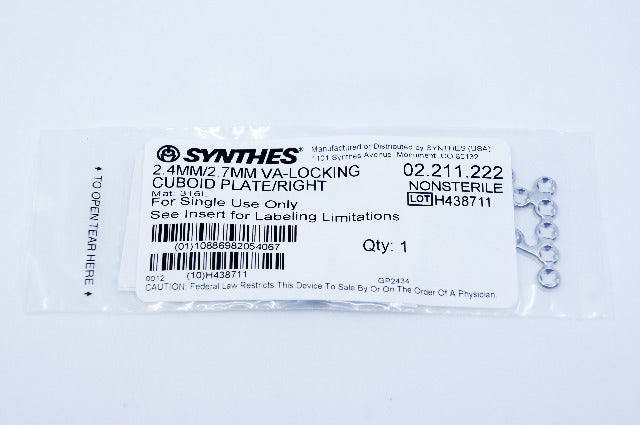 SYNTHES®
Manufactured or Distributed by SYNTHES (USA)
1101 Synthes Avenue, Monument, CO 80132
2.4MM/2.7MM VA-LOCKING
CUBOID PLATE/RIGHT
02.211.222
NONSTERILE
LOT H438711
Mat. 316L
For Single Use Only
See Insert for Labeling Limitations
(01)10886982054067
Qty: 1
(10)H438711
0012
GP2434
CAUTION: Federal Law Restricts This Device To Sale By Or On The Order Of A Physician.
TO OPEN TEAR HERE